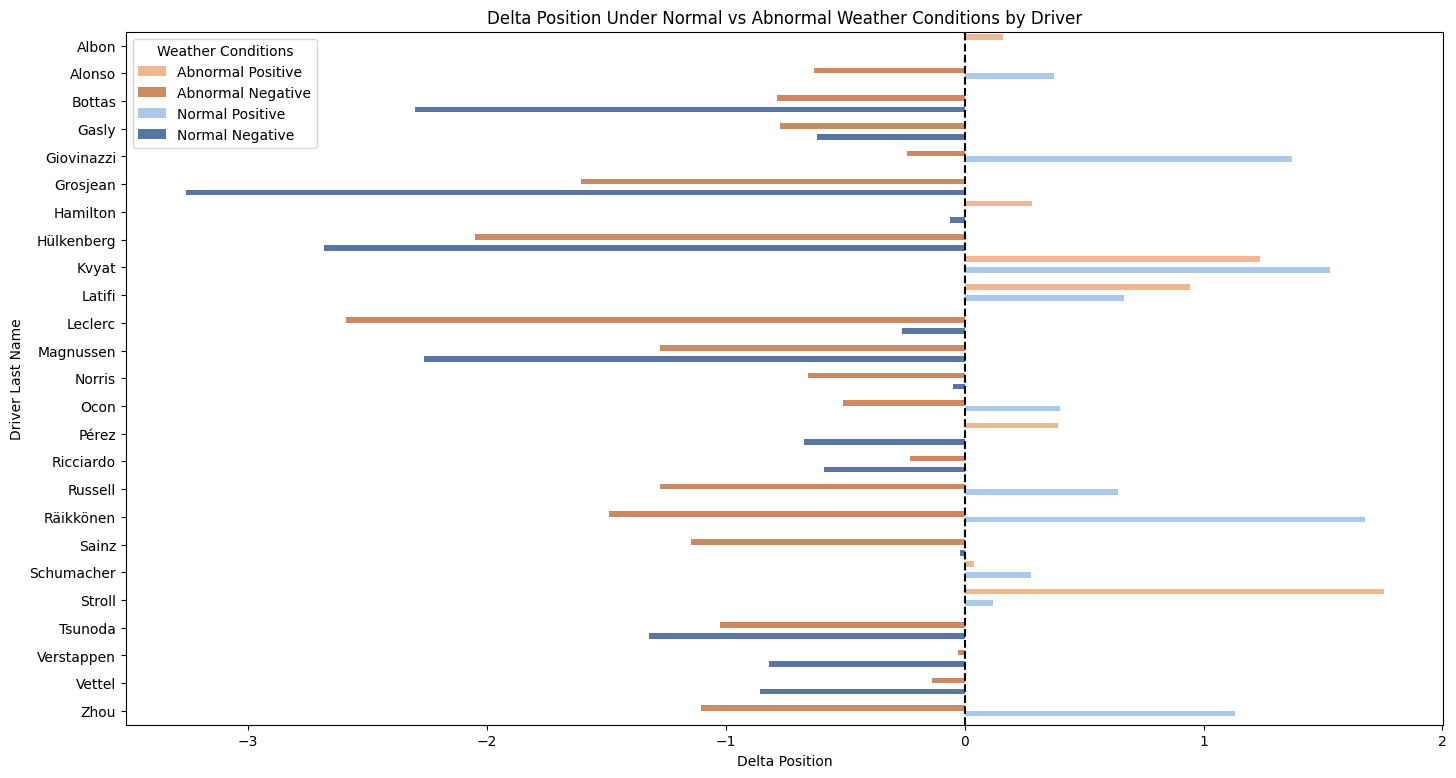 Delta Position Under Normal vs Abnormal Weather Conditions by Driver
Weather Conditions
Abnormal Positive
Abnormal Negative
Normal Positive
Normal Negative
Driver Last Name
Albon
Alonso
Bottas
Gasly
Giovinazzi
Grosjean
Hamilton
Hülkenberg
Kvyat
Latifi
Leclerc
Magnussen
Norris
Ocon
Pérez
Ricciardo
Russell
Räikkönen
Sainz
Schumacher
Stroll
Tsunoda
Verstappen
Vettel
Zhou
−3 −2 −1 0 1 2
Delta Position